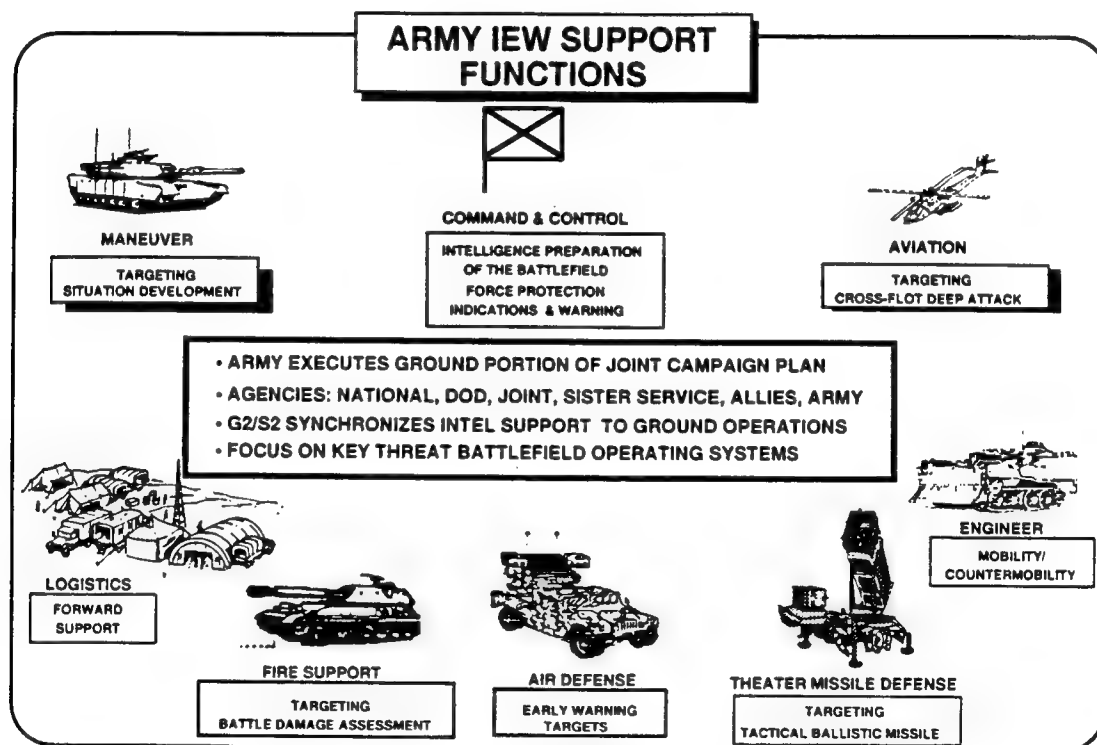 ARMY IEW SUPPORT
FUNCTIONS
COMMAND & CONTROL
INTELLIGENCE PREPARATION
OF THE BATTLEFIELD
FORCE PROTECTION
INDICATIONS & WARNING
MANEUVER
TARGETING
SITUATION DEVELOPMENT
AVIATION
TARGETING
CROSS-FLOT DEEP ATTACK
• ARMY EXECUTES GROUND PORTION OF JOINT CAMPAIGN PLAN
• AGENCIES: NATIONAL, DOD, JOINT, SISTER SERVICE, ALLIES, ARMY
• G2/S2 SYNCHRONIZES INTEL SUPPORT TO GROUND OPERATIONS
• FOCUS ON KEY THREAT BATTLEFIELD OPERATING SYSTEMS
LOGISTICS
FORWARD
SUPPORT
FIRE SUPPORT
TARGETING
BATTLE DAMAGE ASSESSMENT
AIR DEFENSE
EARLY WARNING
TARGETS
THEATER MISSILE DEFENSE
TARGETING
TACTICAL BALLISTIC MISSILE
ENGINEER
MOBILITY/
COUNTERMOBILITY